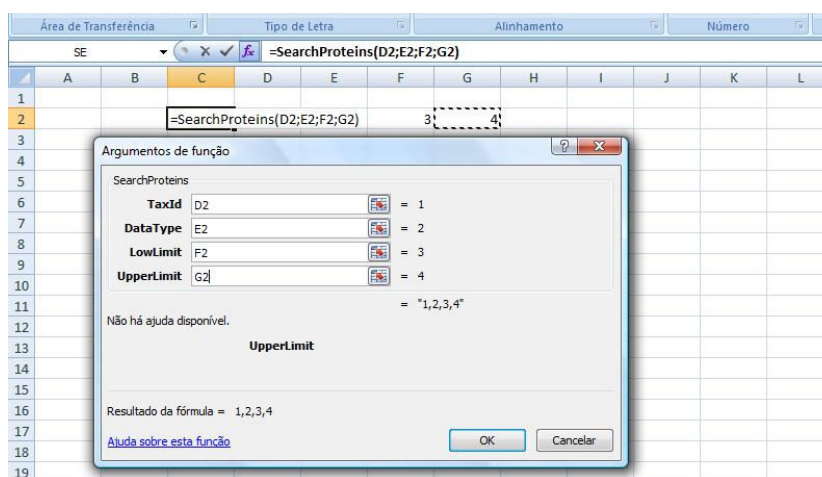 Área de Transferência Tipo de Letra Alinhamento Número
SE fx =SearchProteins(D2;E2;F2;G2)
A B C D E F G H I J K L
1
2 =SearchProteins(D2;E2;F2;G2) 3 4
3
4 Argumentos de função
5 SearchProteins
6 TaxId D2 = 1
7 DataType E2 = 2
8 LowLimit F2 = 3
9
10 UpperLimit G2 = 4
11 = "1,2,3,4"
12 Não há ajuda disponível.
13 UpperLimit
14
15
16 Resultado da fórmula = 1,2,3,4
17 Ajuda sobre esta função OK Cancelar
18
19